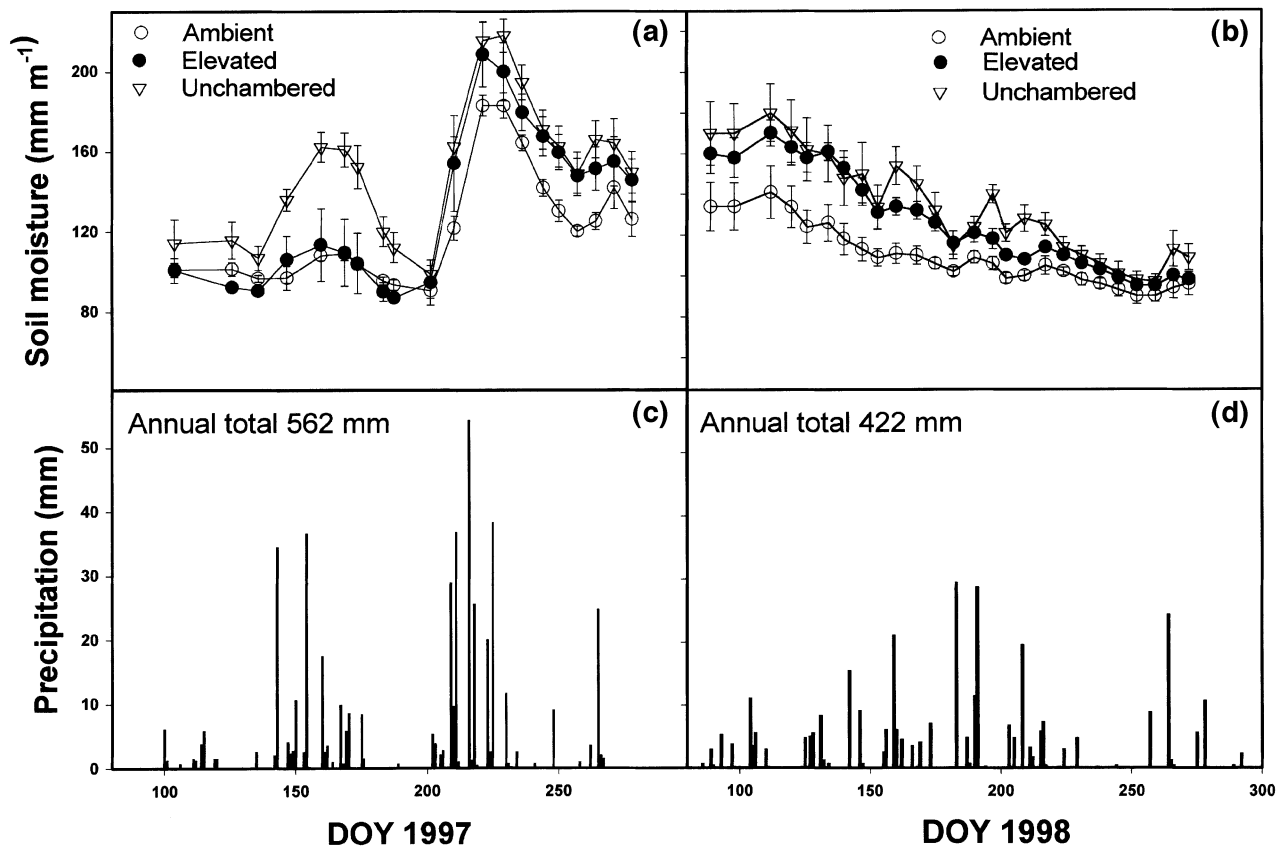 (a)
Ambient
Elevated
Unchambered
(b)
Ambient
Elevated
Unchambered
Soil moisture (mm m⁻¹)
200
160
120
80
(c)
Annual total 562 mm
(d)
Annual total 422 mm
Precipitation (mm)
50
40
30
20
10
0
100 150 200 250
100 150 200 250 300
DOY 1997
DOY 1998